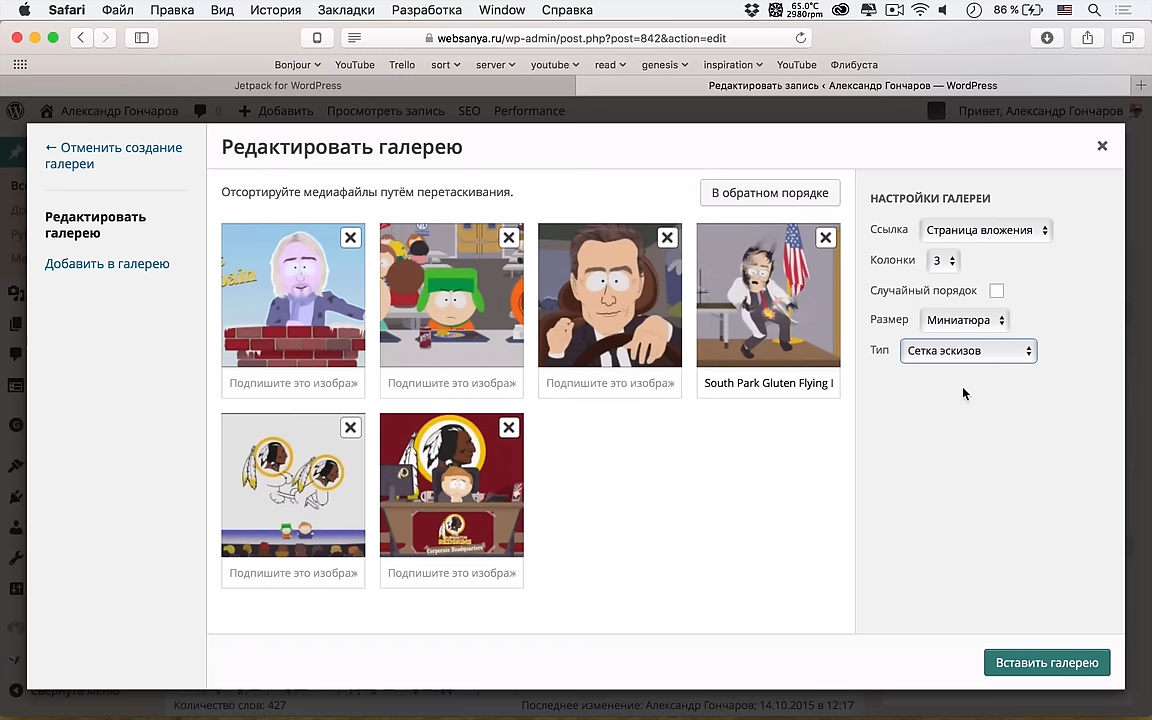 Safari Файл Правка Вид История Закладки Разработка Window Справка 65.0°C 2980rpm 86 %
websanya.ru/wp-admin/post.php?post=842&action=edit
Bonjour YouTube Trello sort server youtube read genesis inspiration YouTube Флибуста
Jetpack for WordPress Редактировать запись ‹ Александр Гончаров — WordPress
Александр Гончаров 0 Добавить Просмотреть запись SEO Performance Привет, Александр Гончаров
← Отменить создание галереи
Редактировать галерею
Добавить в галерею
Редактировать галерею
Отсортируйте медиафайлы путём перетаскивания.
В обратном порядке
Подпишите это изображ
Подпишите это изображ
Подпишите это изображ
South Park Gluten Flying
Подпишите это изображ
Подпишите это изображ
Corporate Headquarters
НАСТРОЙКИ ГАЛЕРЕИ
Ссылка Страница вложения
Колонки 3
Случайный порядок
Размер Миниатюра
Тип Сетка эскизов
Вставить галерею
Свернуть меню
Количество слов: 427
Последнее изменение: Александр Гончаров; 14.10.2015 в 12:17